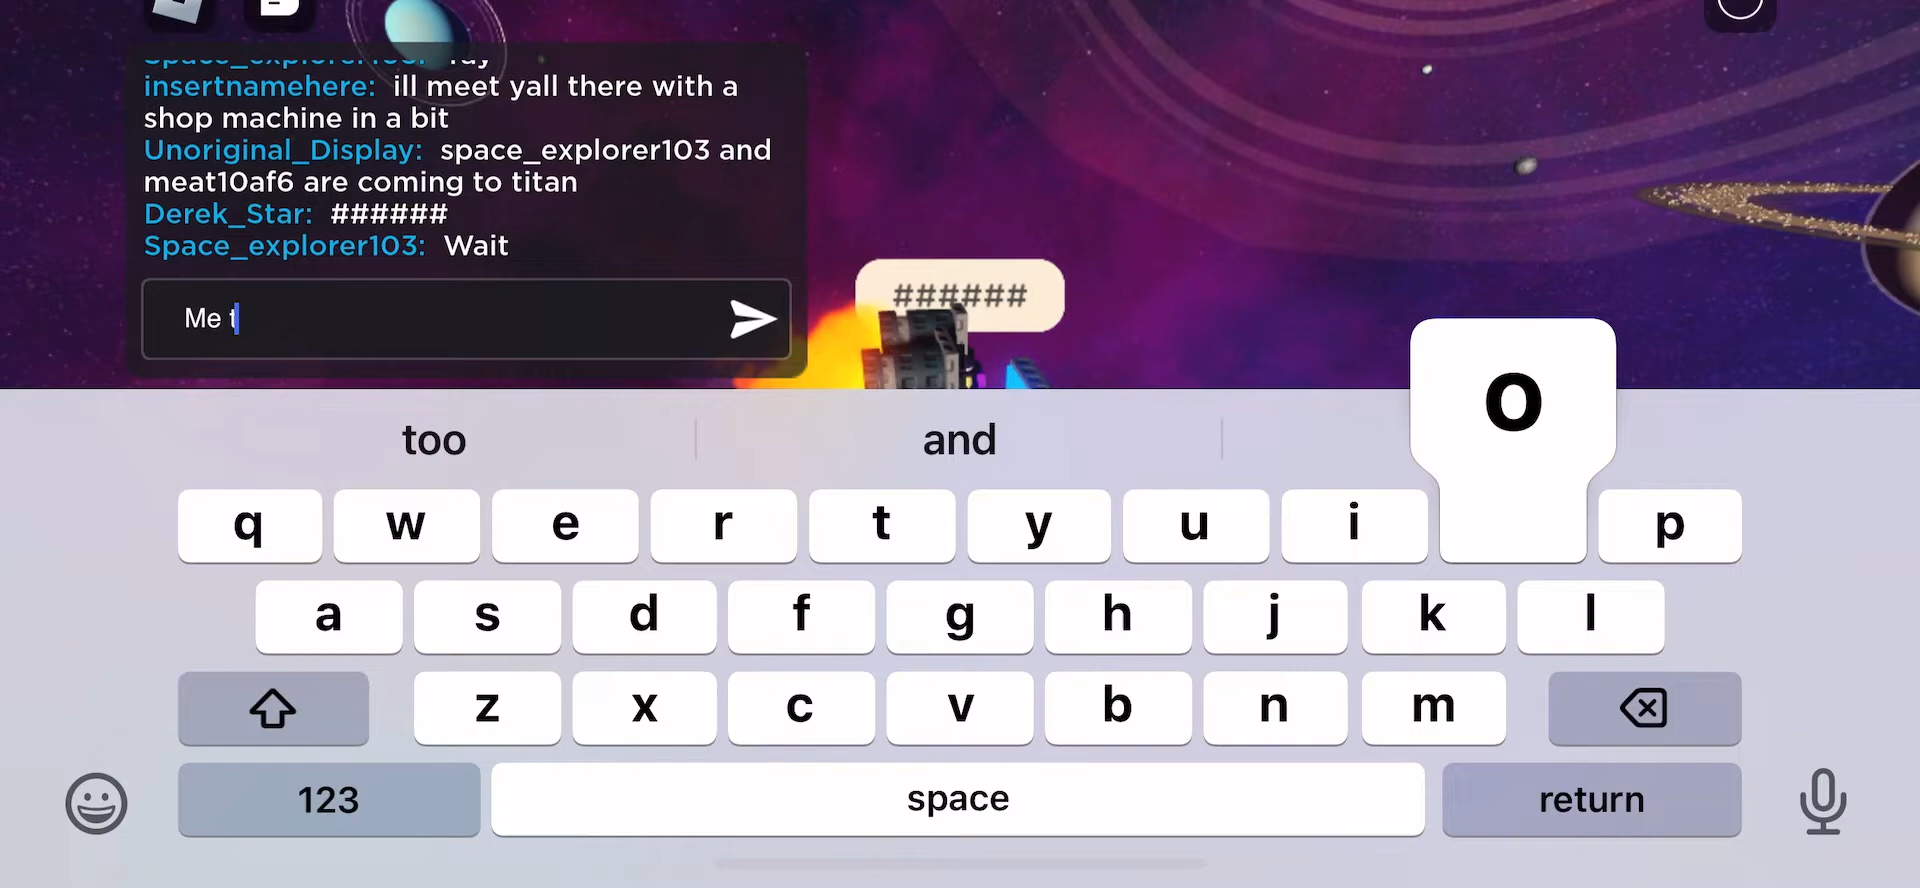 insertnamehere: ill meet yall there with a
shop machine in a bit
Unoriginal_Display: space_explorer103 and
meat10af6 are coming to titan
Derek_Star: ######
Space_explorer103: Wait
Me t
######
too and
o
q w e r t y u i p
a s d f g h j k l
z x c v b n m
123 space return